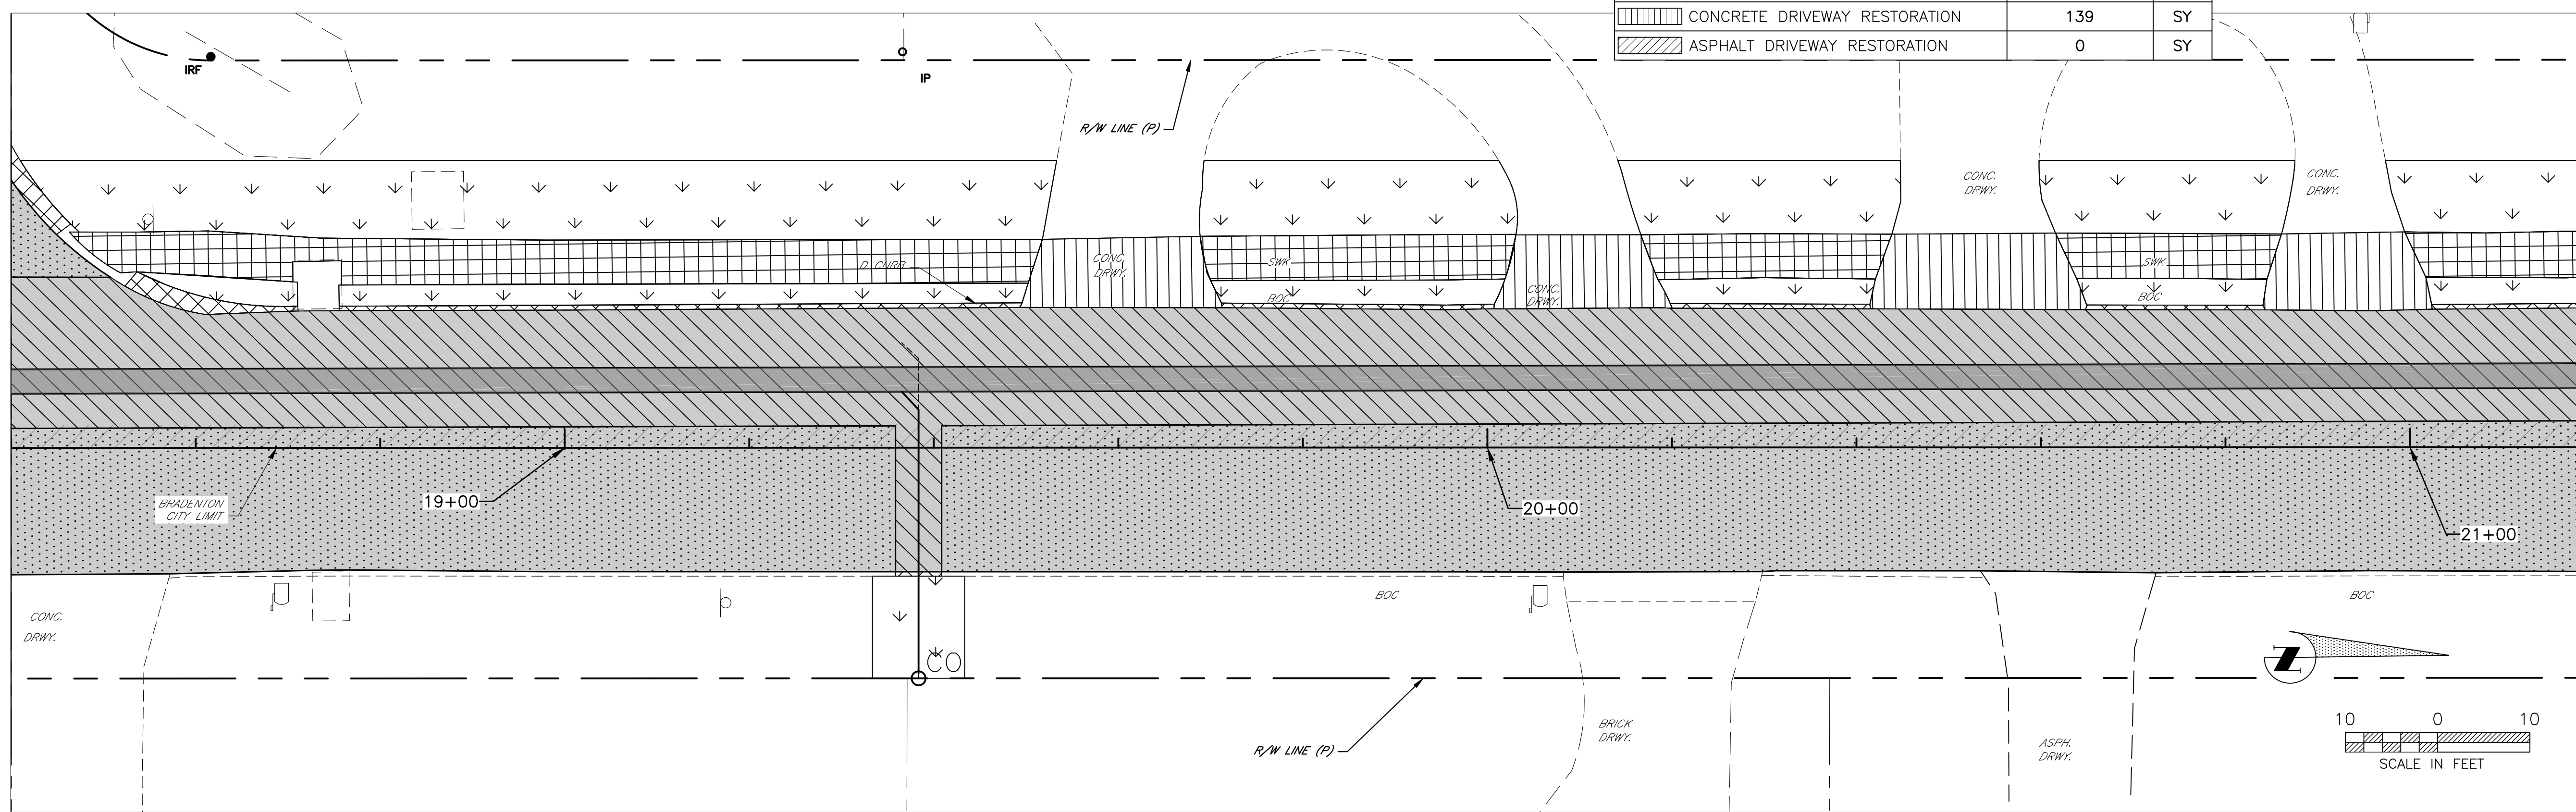 CONCRETE DRIVEWAY RESTORATION 139 SY
ASPHALT DRIVEWAY RESTORATION 0 SY
IRF
IP
R/W LINE (P)
CONC.
DRWY.
CONC.
DRWY.
CONC.
DRWY.
D CNRB
SWK
BOC
CONC.
DRWY.
SWK
BOC
BRADENTON
CITY LIMIT
19+00
20+00
21+00
CONC.
DRWY.
BOC
BOC
CO
R/W LINE (P)
BRICK
DRWY.
ASPH.
DRWY.
10 0 10
SCALE IN FEET